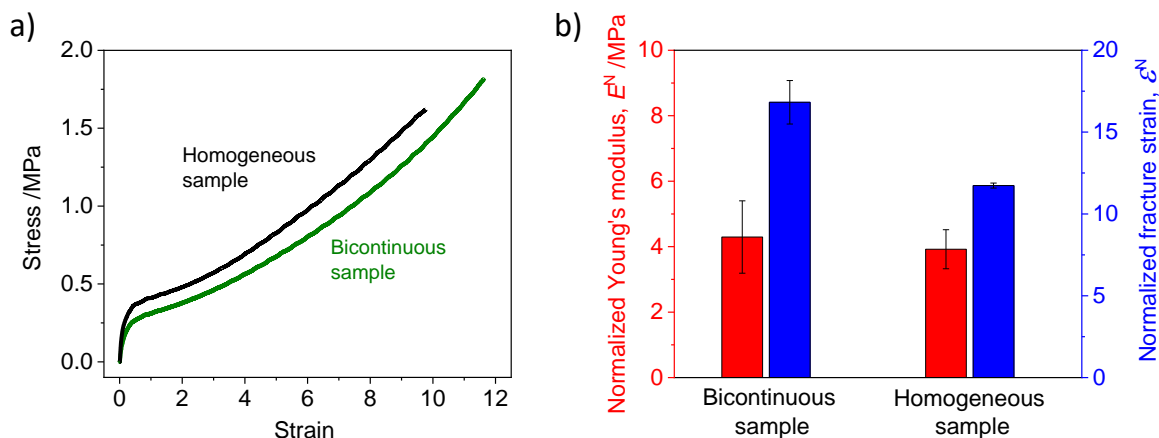 a)
Stress /MPa
2.0
1.5
1.0
0.5
0.0
Homogeneous
sample
Bicontinuous
sample
0 2 4 6 8 10 12
Strain
b)
Normalized Young's modulus, E^N /MPa
10
8
6
4
2
0
20
15
10
5
0
Normalized fracture strain, ℰ^N
Bicontinuous
sample
Homogeneous
sample